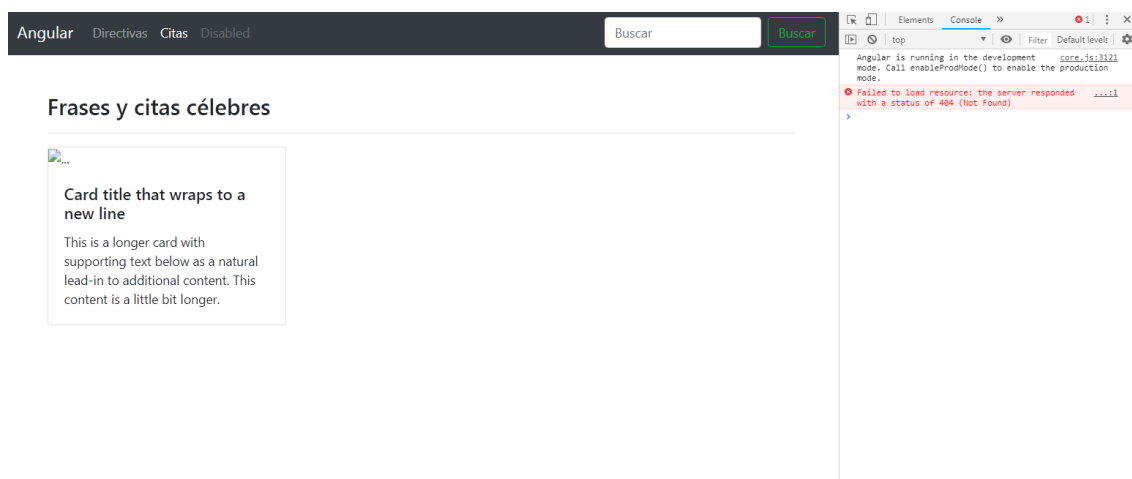 Angular Directivas Citas Disabled Buscar Buscar
Frases y citas célebres
...
Card title that wraps to a
new line
This is a longer card with
supporting text below as a natural
lead-in to additional content. This
content is a little bit longer.
Elements Console » 1
top Filter Default levels
Angular is running in the development core.js:3121
mode. Call enableProdMode() to enable the production
mode.
Failed to load resource: the server responded ...:1
with a status of 404 (Not Found)
>